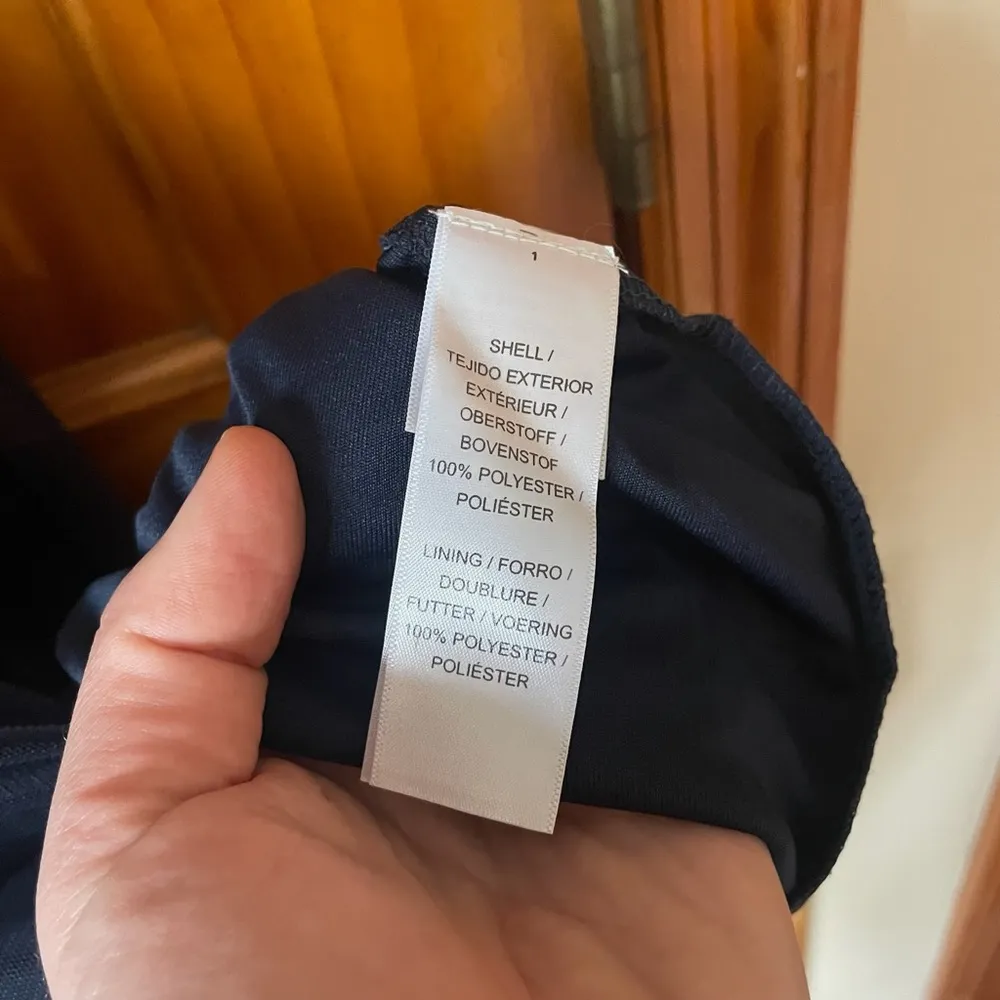 1
SHELL /
TEJIDO EXTERIOR
EXTÉRIEUR /
OBERSTOFF /
BOVENSTOF
100% POLYESTER /
POLIÉSTER
LINING / FORRO /
DOUBLURE /
FUTTER / VOERING
100% POLYESTER /
POLIÉSTER